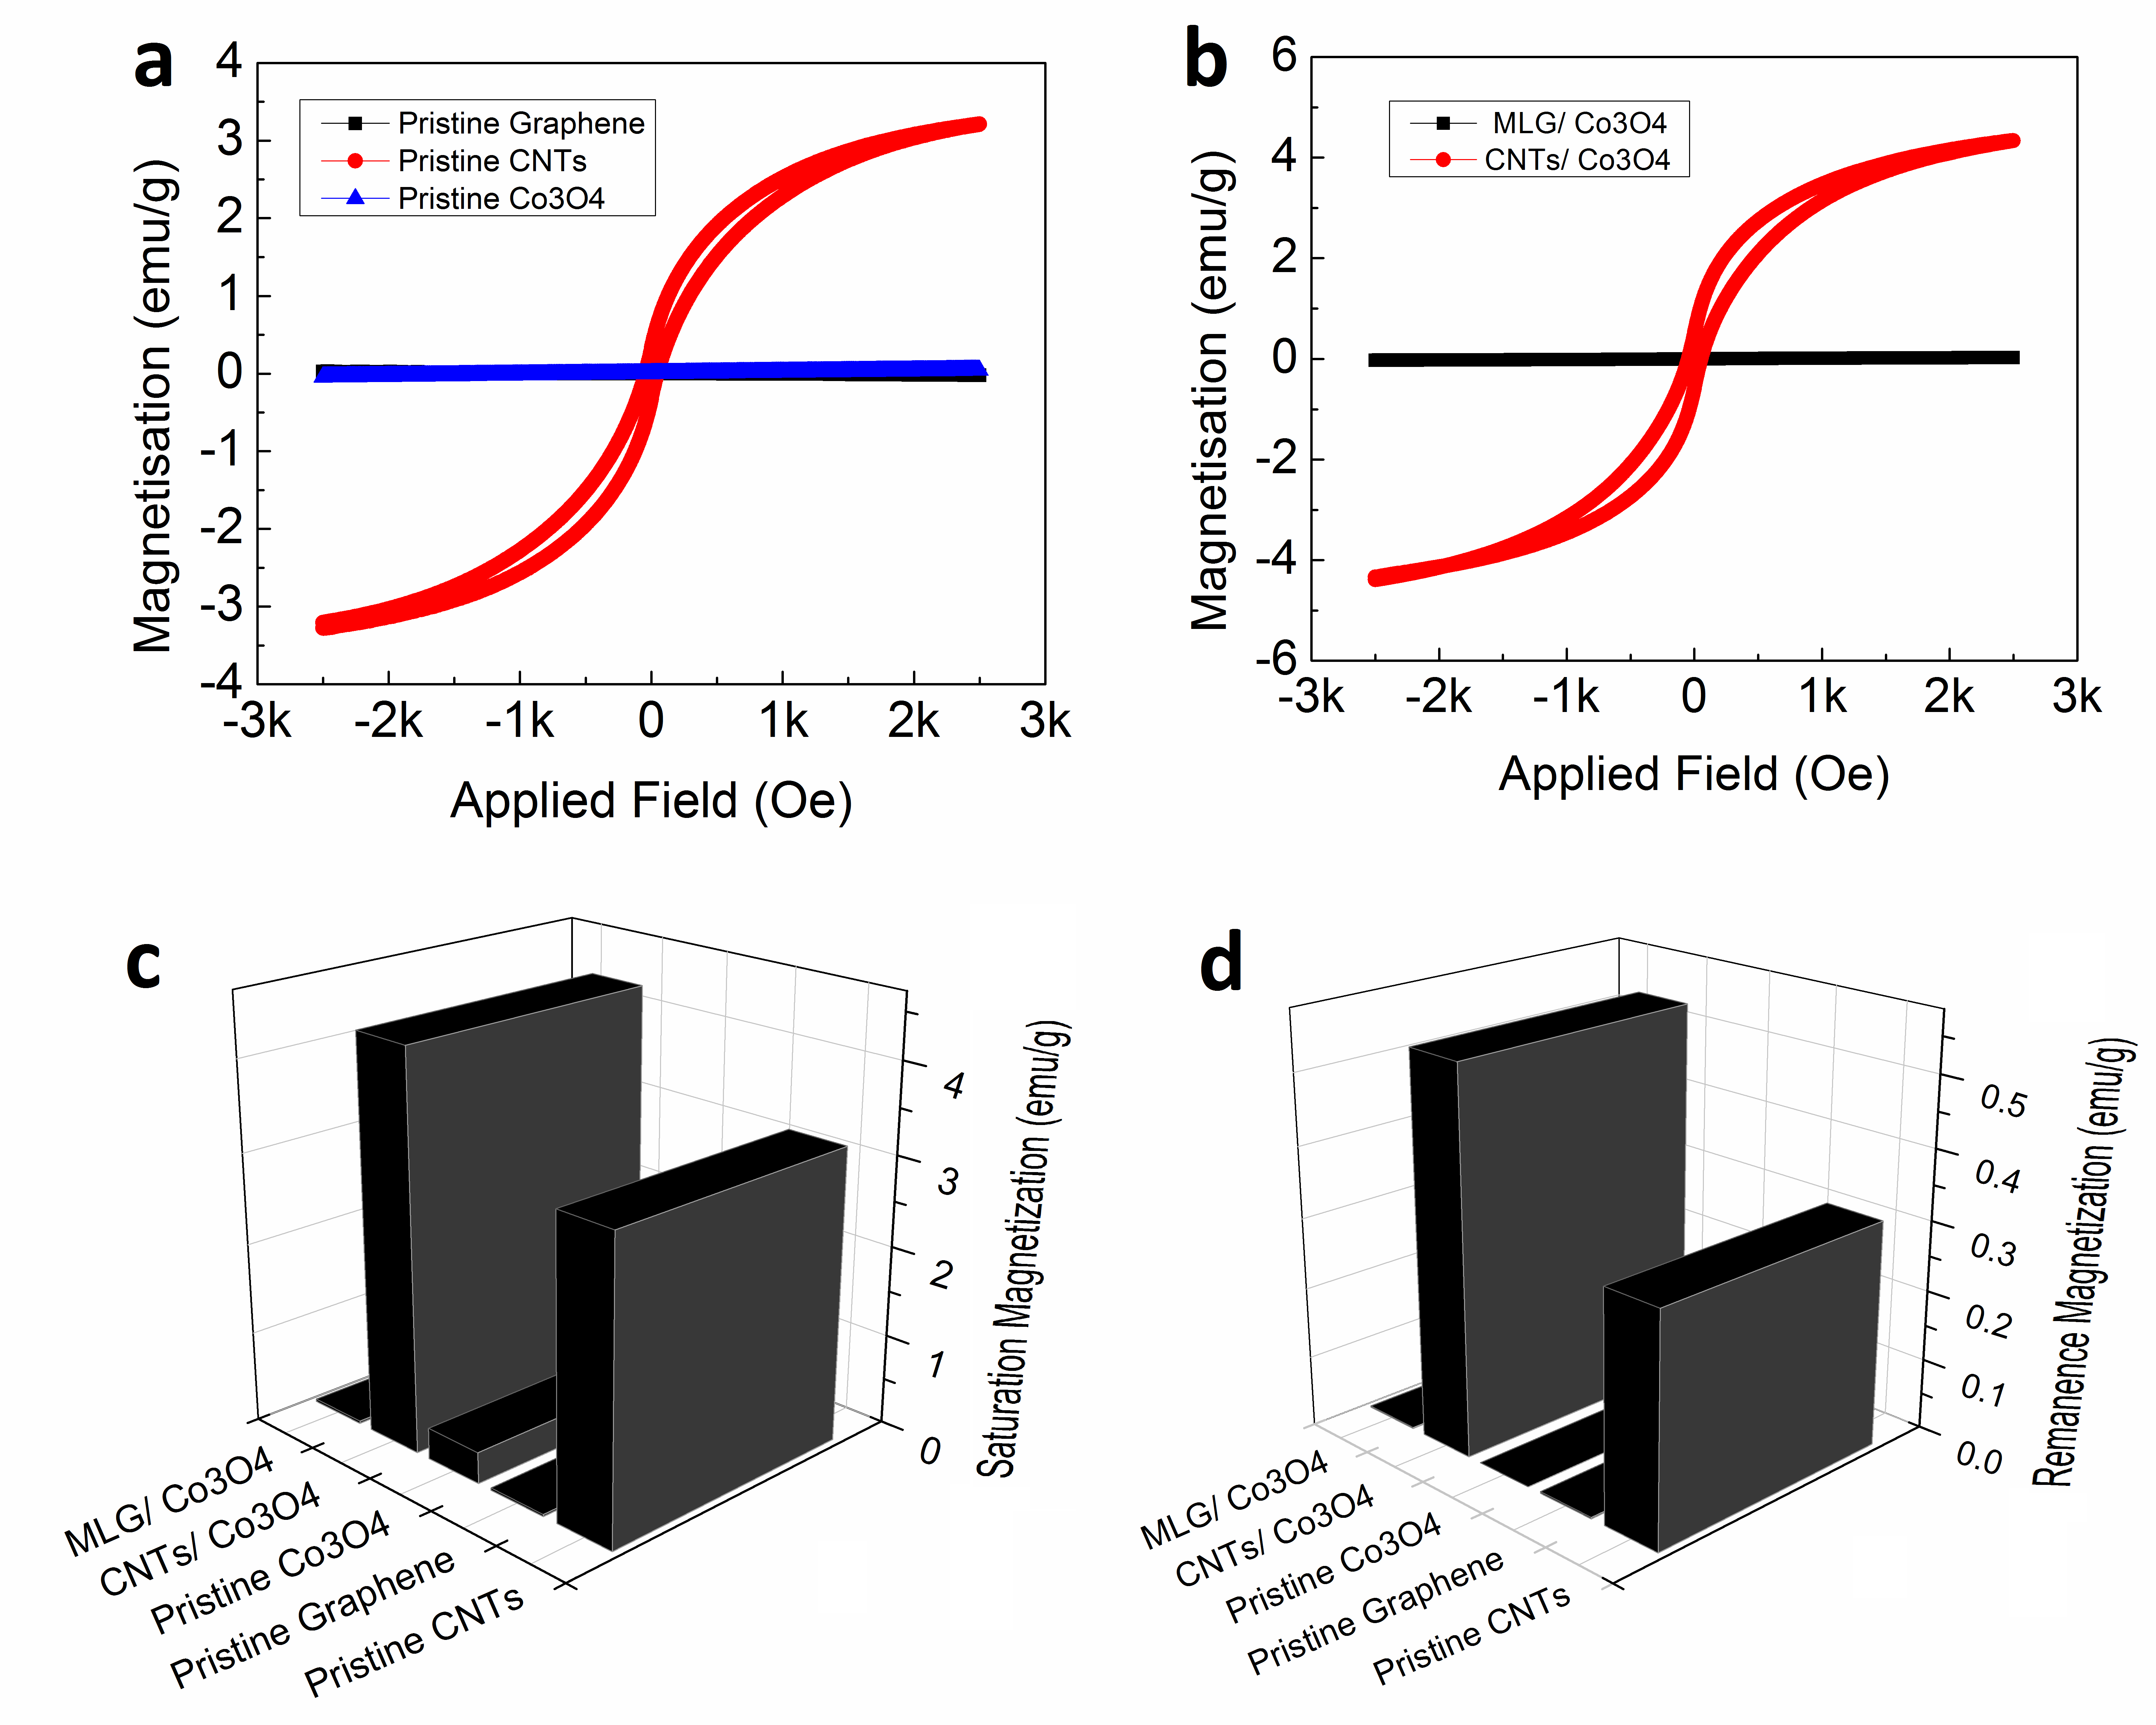 a
4
3
2
1
0
-1
-2
-3
-4
Magnetisation (emu/g)
Pristine Graphene
Pristine CNTs
Pristine Co3O4
-3k -2k -1k 0 1k 2k 3k
Applied Field (Oe)
b
6
4
2
0
-2
-4
-6
Magnetisation (emu/g)
MLG/ Co3O4
CNTs/ Co3O4
-3k -2k -1k 0 1k 2k 3k
Applied Field (Oe)
c
4
3
2
1
0
Saturation Magnetization (emu/g)
MLG/ Co3O4
CNTs/ Co3O4
Pristine Co3O4
Pristine Graphene
Pristine CNTs
d
0.5
0.4
0.3
0.2
0.1
0.0
Remanence Magnetization (emu/g)
MLG/ Co3O4
CNTs/ Co3O4
Pristine Co3O4
Pristine Graphene
Pristine CNTs